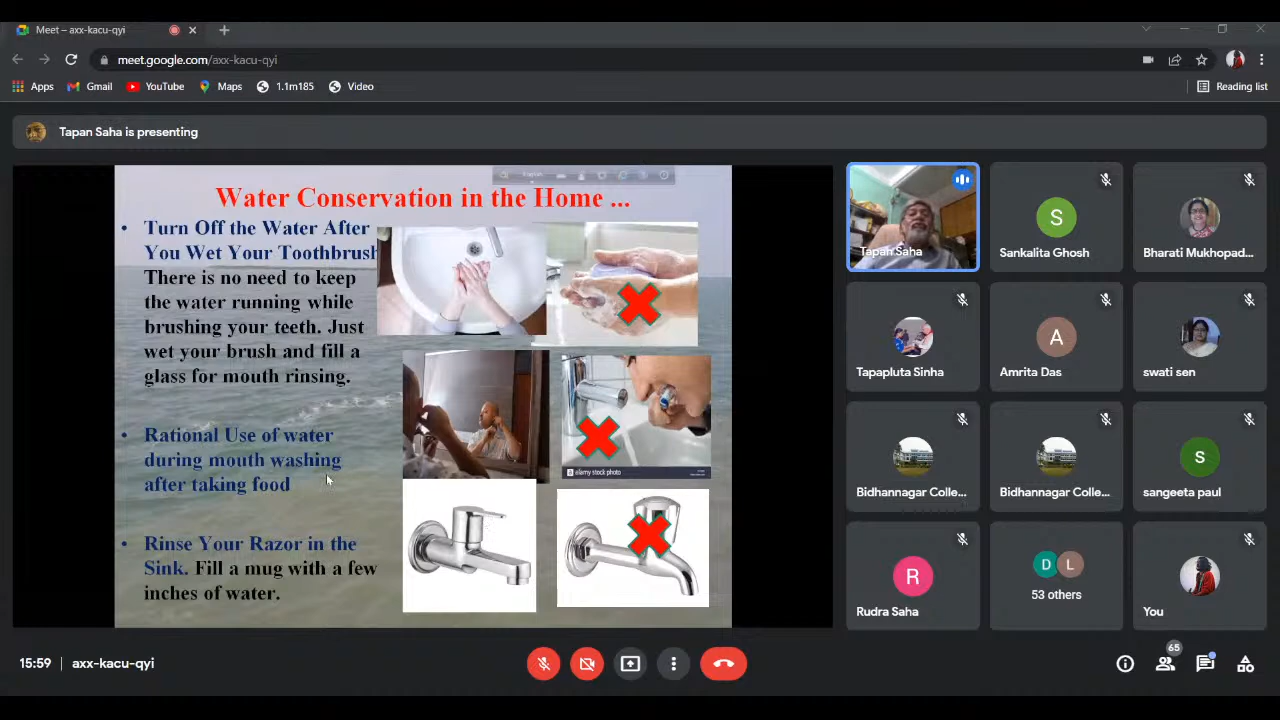 Meet – axx-kacu-qyi
meet.google.com/axx-kacu-qyi
Apps Gmail YouTube Maps 1.1m185 Video Reading list
Tapan Saha is presenting
Water Conservation in the Home ...
• Turn Off the Water After
You Wet Your Toothbrush
There is no need to keep
the water running while
brushing your teeth. Just
wet your brush and fill a
glass for mouth rinsing.
• Rational Use of water
during mouth washing
after taking food
• Rinse Your Razor in the
Sink. Fill a mug with a few
inches of water.
alamy stock photo
Tapan Saha
S
Sankalita Ghosh
Bharati Mukhopad...
Tapapluta Sinha
A
Amrita Das
swati sen
Bidhannagar Colle...
Bidhannagar Colle...
s
sangeeta paul
R
Rudra Saha
D L
53 others
You
15:59 | axx-kacu-qyi
65